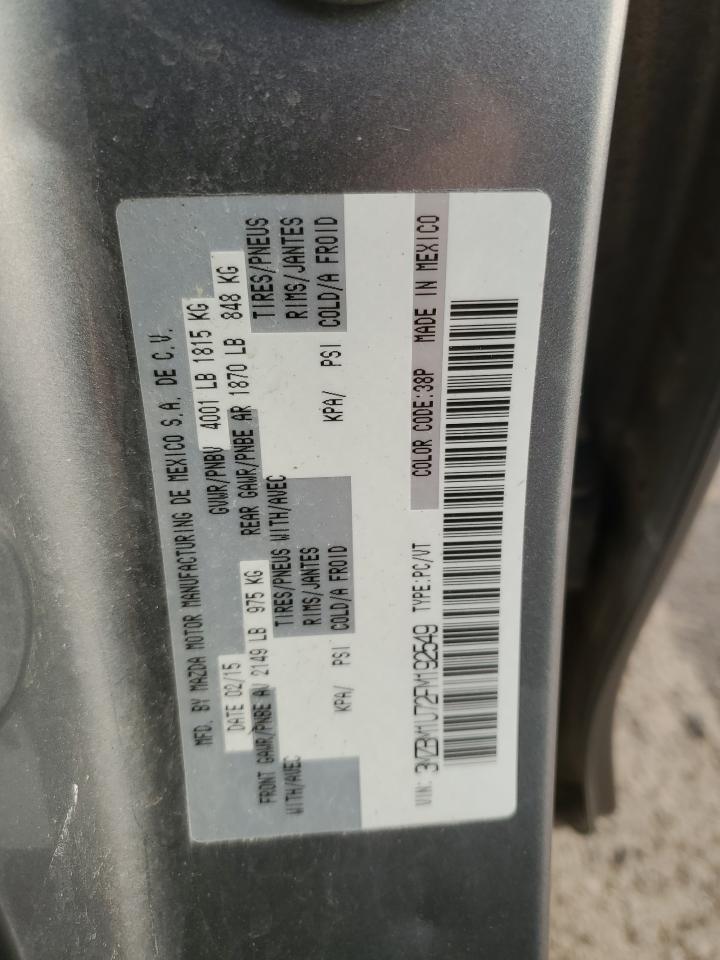 MFD. BY MAZDA MOTOR MANUFACTURING DE MEXICO S.A. DE C.V.
DATE 02/15 GVWR/PNBV 4001 LB 1815 KG
FRONT GAWR/PNBE AV 2149 LB 975 KG REAR GAWR/PNBE AR 1870 LB 848 KG
WITH/AVEC TIRES/PNEUS WITH/AVEC TIRES/PNEUS
RIMS/JANTES RIMS/JANTES
KPA/ PSI COLD/A FROID KPA/ PSI COLD/A FROID
VIN: 3MZBM1U72FM192549 TYPE:PC/VT COLOR CODE:38P MADE IN MEXICO